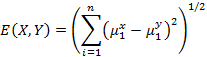 E(X,Y) = (∑_{i=1}^{n} (μ_1^x − μ_1^y)^2)^{1/2}